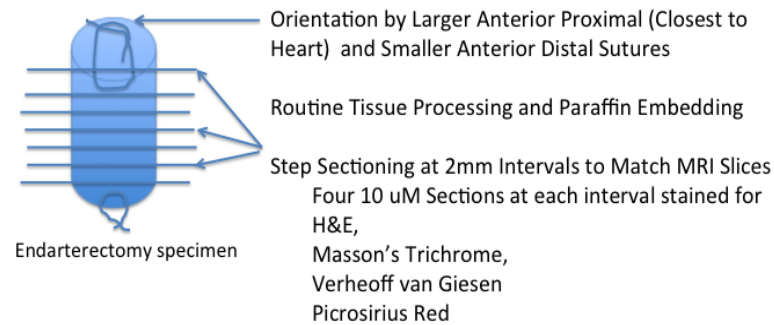 Orientation by Larger Anterior Proximal (Closest to
Heart) and Smaller Anterior Distal Sutures
Routine Tissue Processing and Paraffin Embedding
Step Sectioning at 2mm Intervals to Match MRI Slices
Four 10 uM Sections at each interval stained for
H&E,
Masson's Trichrome,
Verheoff van Giesen
Picrosirius Red
Endarterectomy specimen